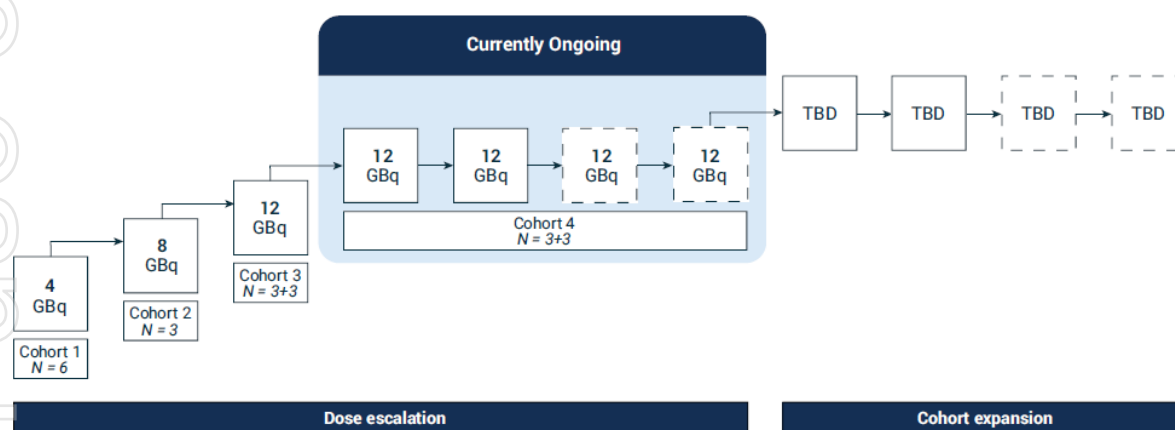 Currently Ongoing
TBD
TBD
TBD
TBD
12
GBq
12
GBq
12
GBq
12
GBq
Cohort 4
N = 3+3
12
GBq
Cohort 3
N = 3+3
8
GBq
Cohort 2
N = 3
4
GBq
Cohort 1
N = 6
Dose escalation
Cohort expansion